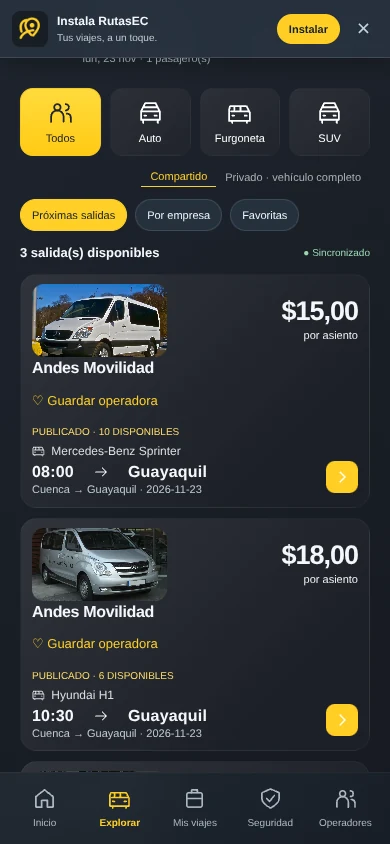 Instala RutasEC
Tus viajes, a un toque.
Instalar
lun, 23 nov · 1 pasajero(s)
Todos
Auto
Furgoneta
SUV
Compartido
Privado · vehículo completo
Próximas salidas
Por empresa
Favoritas
3 salida(s) disponibles
● Sincronizado
$15,00
por asiento
Andes Movilidad
♡ Guardar operadora
PUBLICADO · 10 DISPONIBLES
Mercedes-Benz Sprinter
08:00 → Guayaquil
Cuenca → Guayaquil · 2026-11-23
$18,00
por asiento
Andes Movilidad
♡ Guardar operadora
PUBLICADO · 6 DISPONIBLES
Hyundai H1
10:30 → Guayaquil
Cuenca → Guayaquil · 2026-11-23
Inicio
Explorar
Mis viajes
Seguridad
Operadores